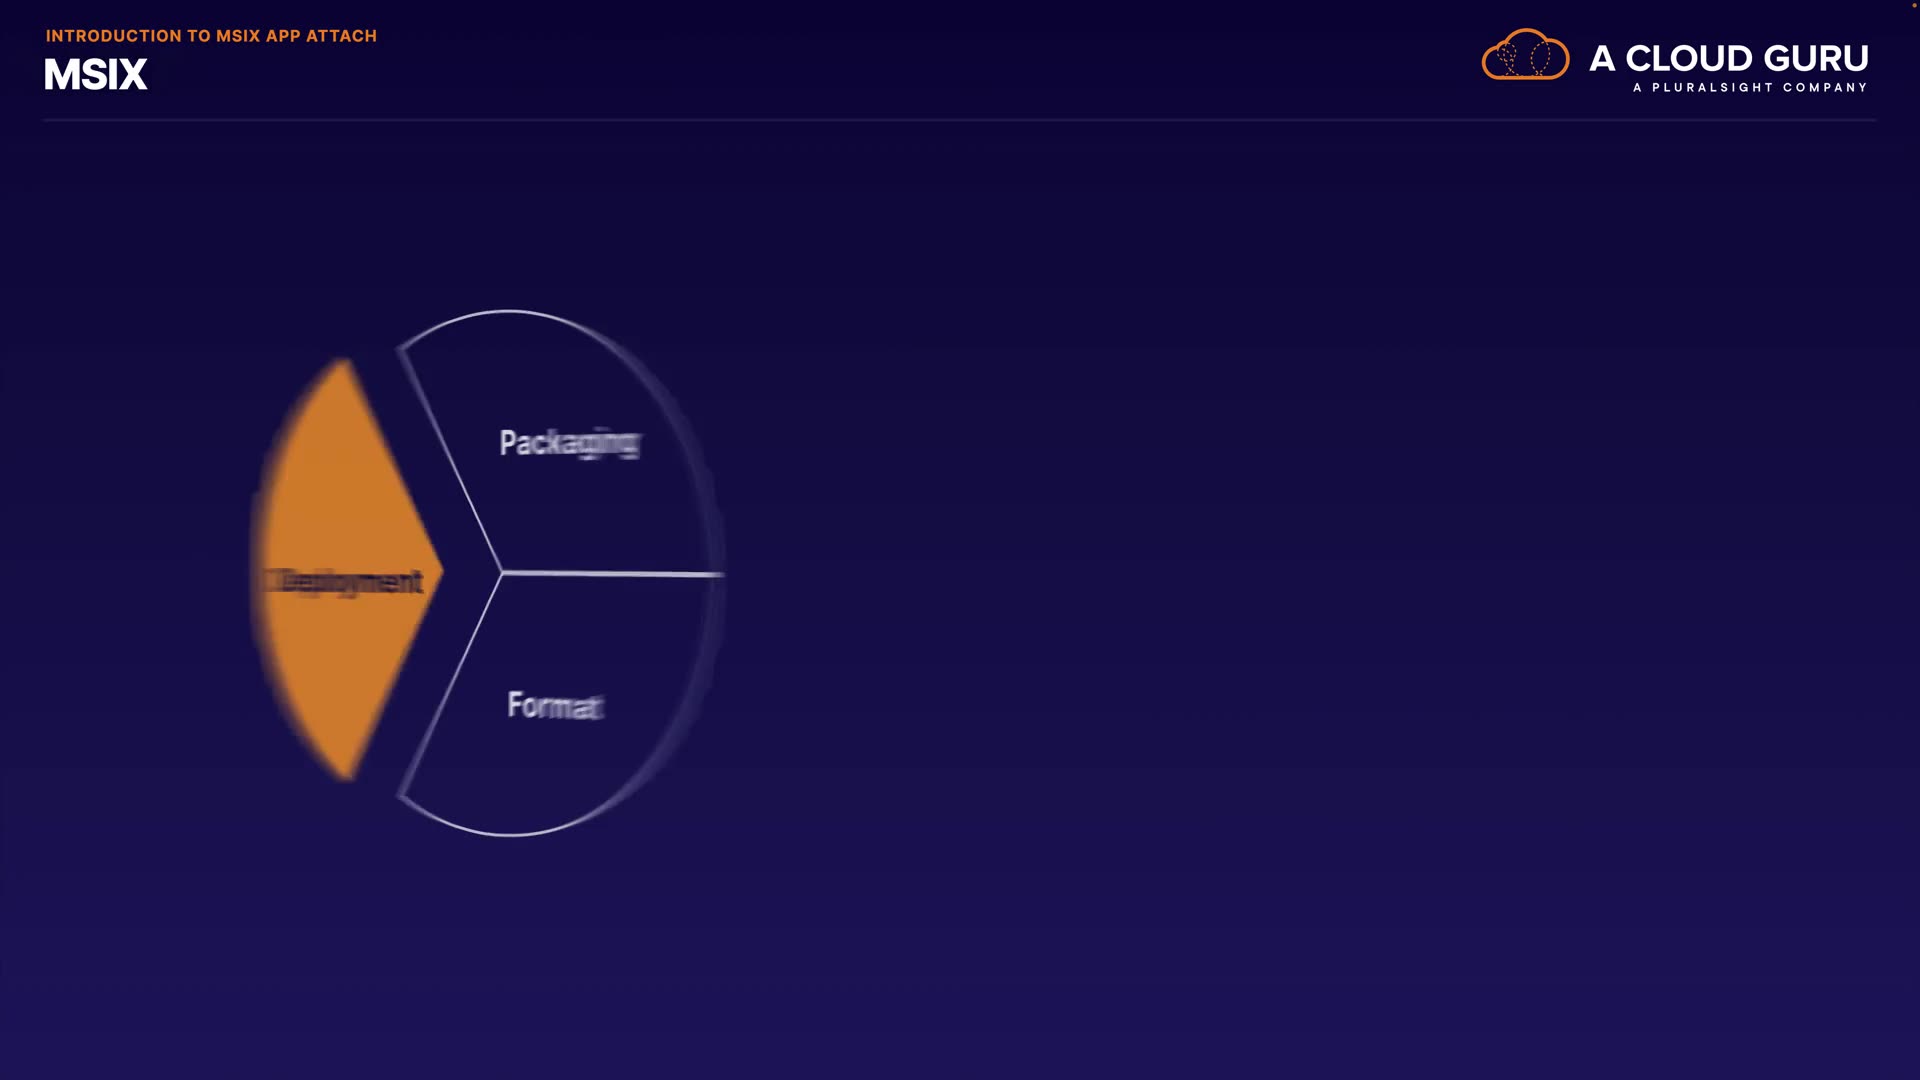 INTRODUCTION TO MSIX APP ATTACH
MSIX
A CLOUD GURU
A PLURALSIGHT COMPANY
Packaging
Deployment
Format